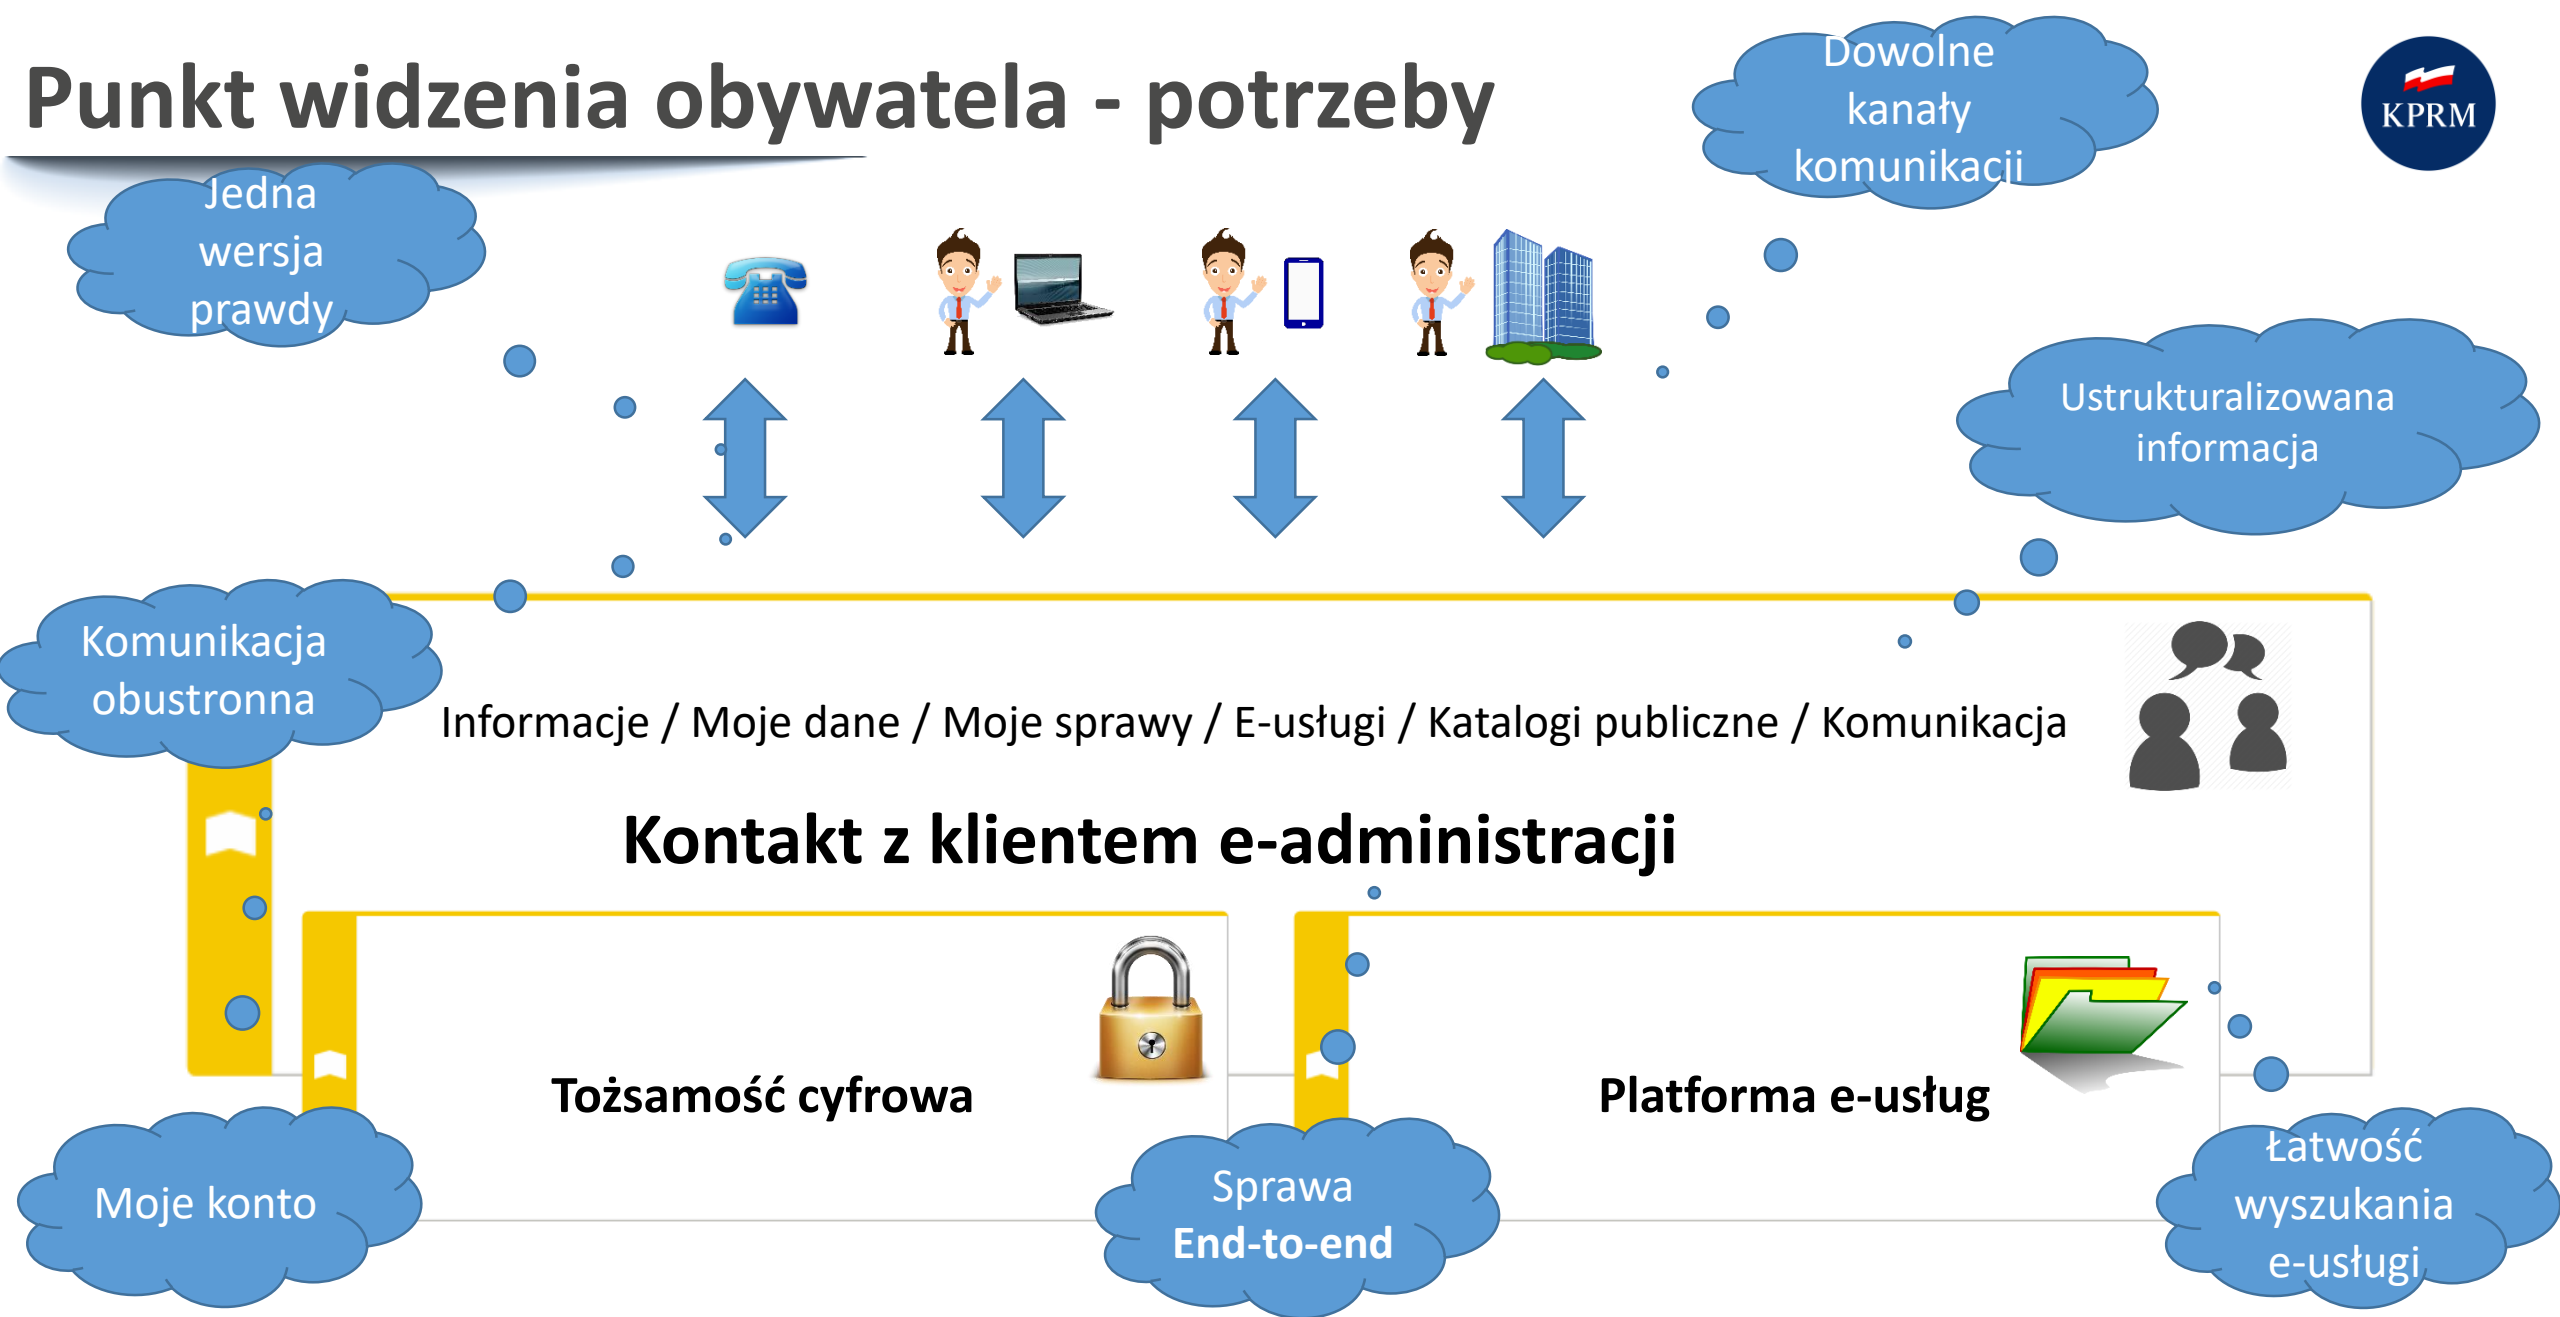 Punkt widzenia obywatela - potrzeby
Dowolne
kanały
komunikacji
KPRM
Jedna
wersja
prawdy
Ustrukturalizowana
informacja
Komunikacja
obustronna
Informacje / Moje dane / Moje sprawy / E-usługi / Katalogi publiczne / Komunikacja
Kontakt z klientem e-administracji
Tożsamość cyfrowa
Platforma e-usług
Moje konto
Sprawa
End-to-end
Łatwość
wyszukania
e-usługi